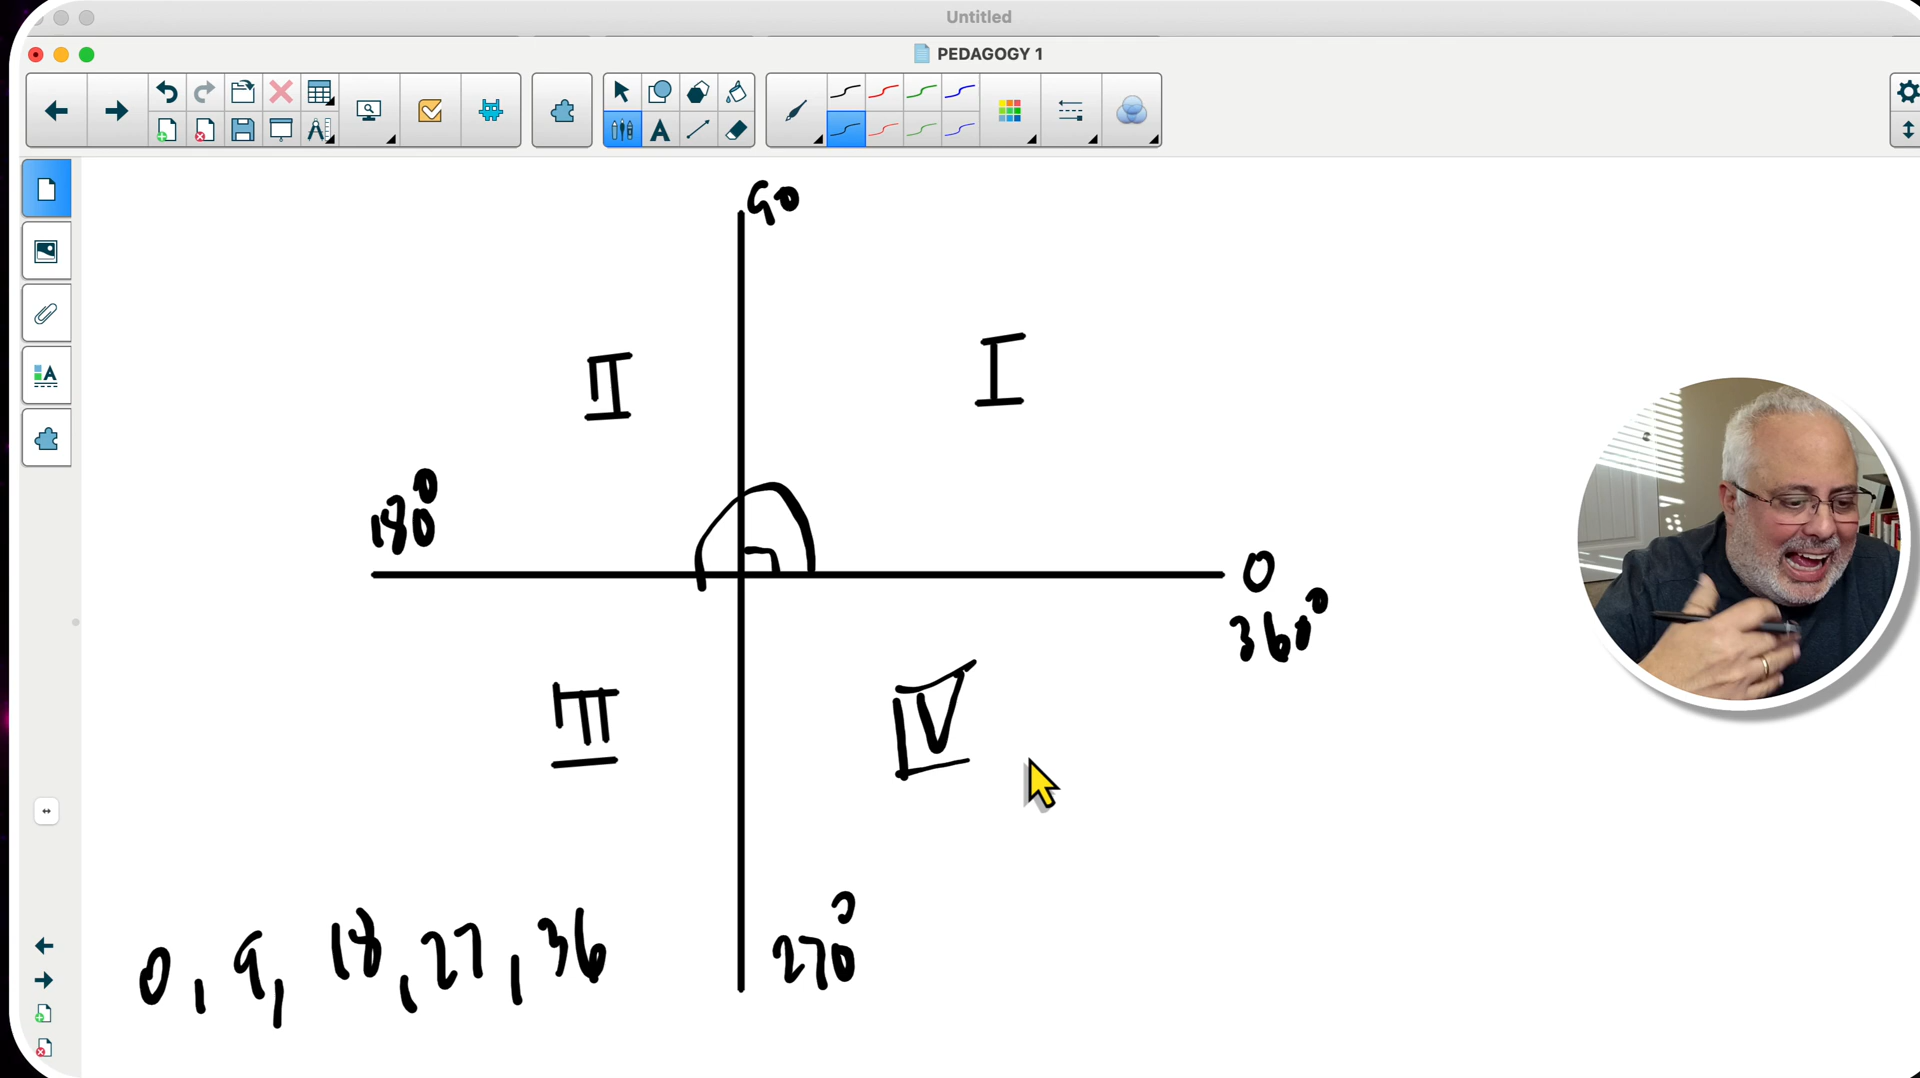 Untitled
PEDAGOGY 1
A
A
90
II
I
180°
0
360°
III
IV
270°
0, 9, 18, 27, 36